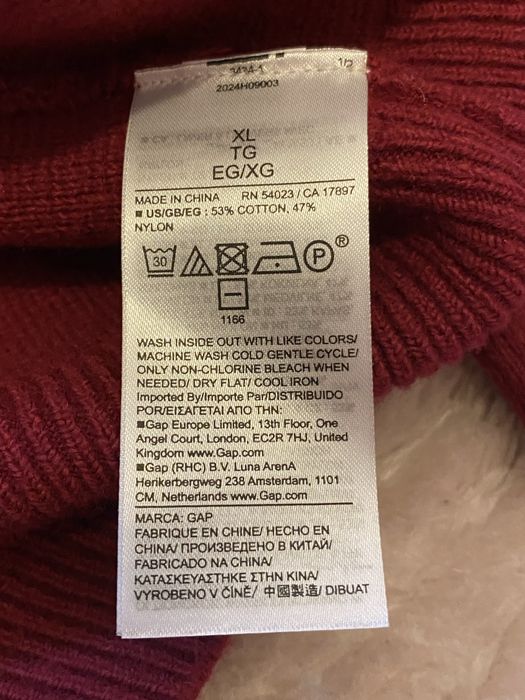 1/2
2024H09003
XL
TG
EG/XG
MADE IN CHINA RN 54023 / CA 17897
■ US/GB/EG : 53% COTTON, 47%
NYLON
30
P
®
1166
WASH INSIDE OUT WITH LIKE COLORS/
MACHINE WASH COLD GENTLE CYCLE/
ONLY NON-CHLORINE BLEACH WHEN
NEEDED/ DRY FLAT/ COOL IRON
Imported By/Importe Par/DISTRIBUIDO
POR/ΕΙΣΑΓΕΤΑΙ ΑΠΟ ΤΗΝ:
■Gap Europe Limited, 13th Floor, One
Angel Court, London, EC2R 7HJ, United
Kingdom www.Gap.com
■Gap (RHC) B.V. Luna ArenA
Herikerbergweg 238 Amsterdam, 1101
CM, Netherlands www.Gap.com
MARCA: GAP
FABRIQUE EN CHINE/ HECHO EN
CHINA/ ПРОИЗВЕДЕНО В КИТАЙ/
FABRICADO NA CHINA/
ΚΑΤΑΣΚΕΥΑΣΤΗΚΕ ΣΤΗΝ ΚΙΝΑ/
VYROBENO V ČÍNĚ/ 中國製造/ DIBUAT